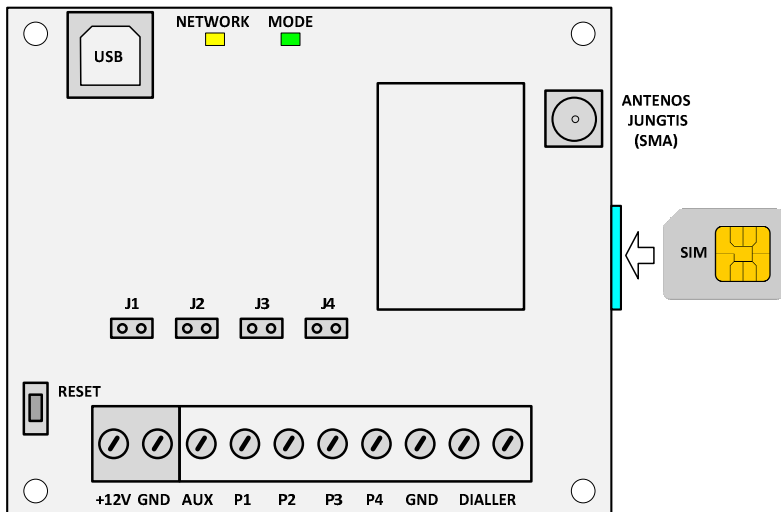 NETWORK MODE
USB
ANTENOS
JUNGTIS
(SMA)
SIM
J1 J2 J3 J4
RESET
+12V GND AUX P1 P2 P3 P4 GND DIALLER